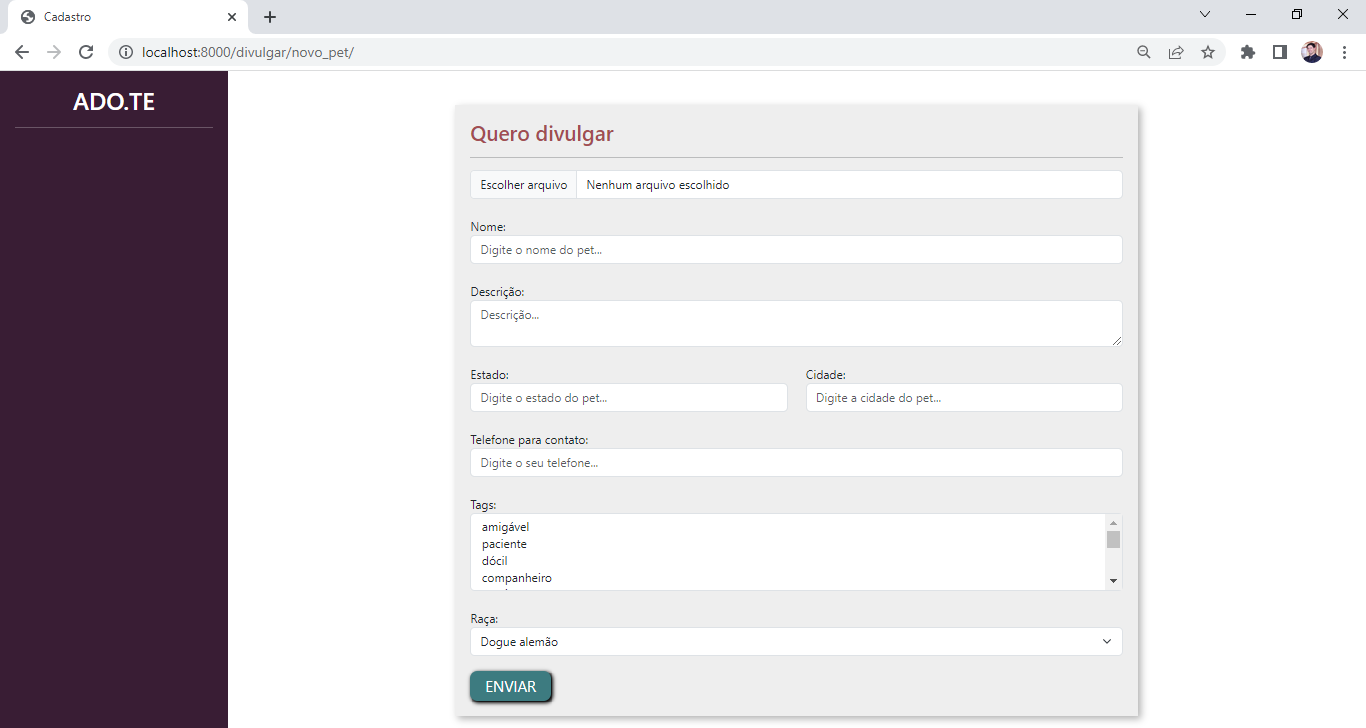 Cadastro
localhost:8000/divulgar/novo_pet/
ADO.TE
Quero divulgar
Escolher arquivo Nenhum arquivo escolhido
Nome:
Digite o nome do pet...
Descrição:
Descrição...
Estado: Cidade:
Digite o estado do pet... Digite a cidade do pet...
Telefone para contato:
Digite o seu telefone...
Tags:
amigável
paciente
dócil
companheiro
Raça:
Dogue alemão
ENVIAR